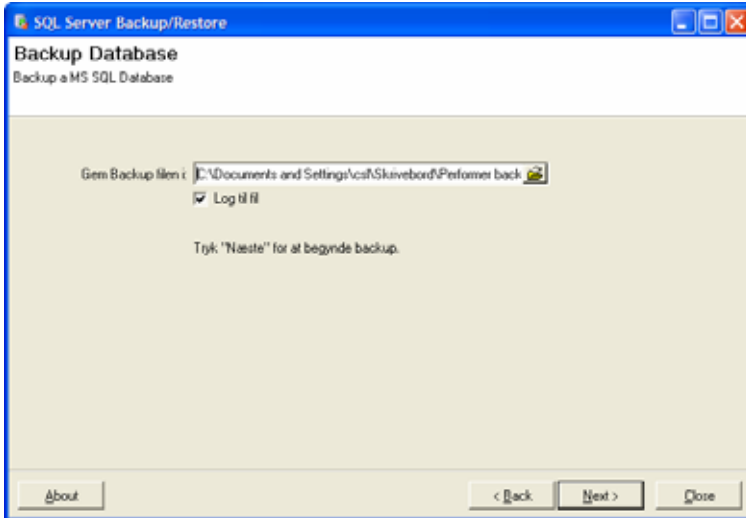 SQL Server Backup/Restore
Backup Database
Backup a MS SQL Database
Gem Backup filen i: C:\Documents and Settings\csf\Skrivebord\Performer back
Log til fil
Tryk "Næste" for at begynde backup.
About < Back Next > Close